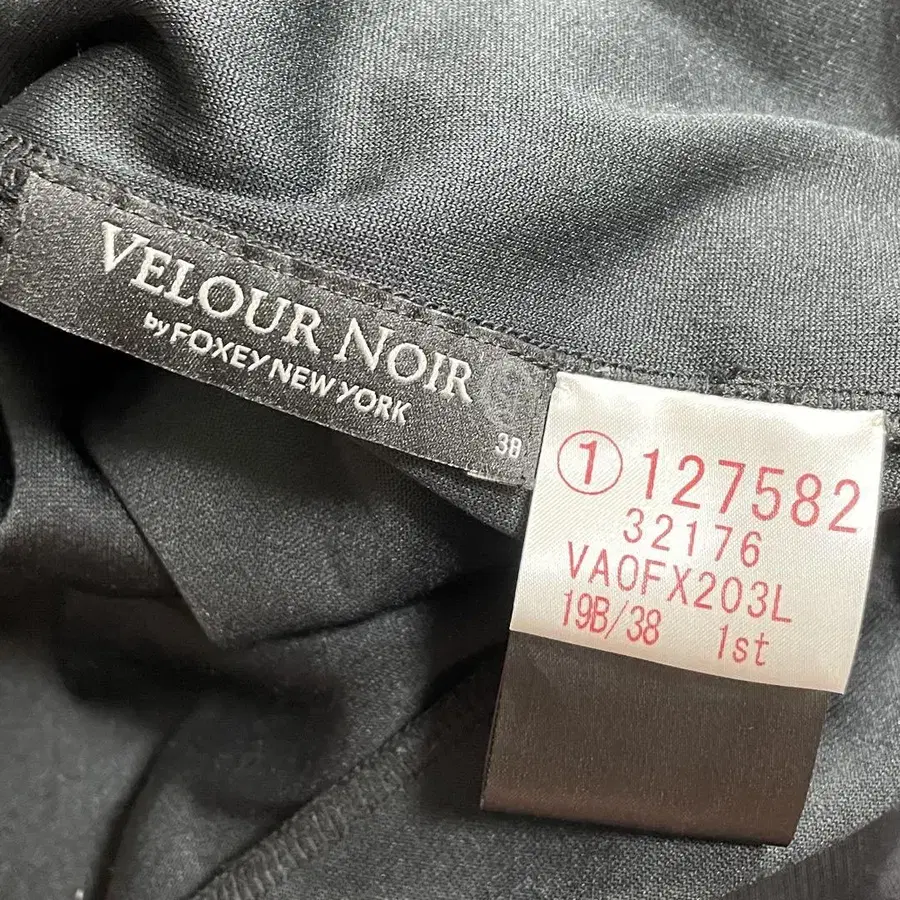 VELOUR NOIR
by FOXEY NEW YORK
38
① 127582
32176
VA0FX203L
19B/38 1st